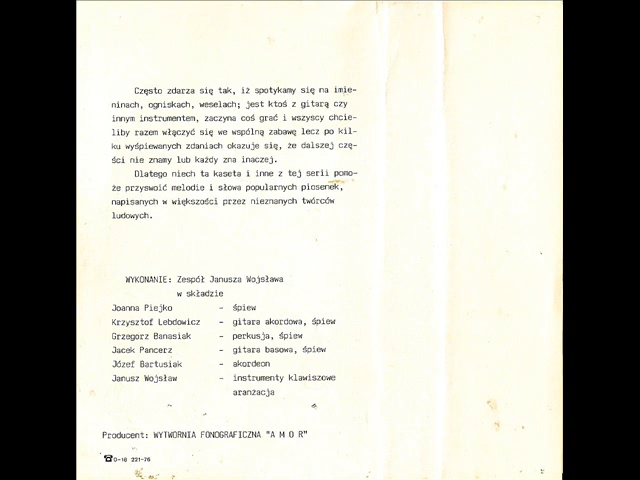 Często zdarza się tak, iż spotykamy się na imie-
ninach, ogniskach, weselach; jest ktoś z gitarą czy
innym instrumentem, zaczyna coś grać i wszyscy chcie-
liby razem włączyć się we wspólną zabawę lecz po kil-
ku wyśpiewanych zdaniach okazuje się, że dalszej czę-
ści nie znamy lub każdy zna inaczej.
Dlatego niech ta kaseta i inne z tej serii pomo-
że przyswoić melodie i słowa popularnych piosenek,
napisanych w większości przez nieznanych twórców
ludowych.
WYKONANIE: Zespół Janusza Wojsława
w składzie
Joanna Piejko - śpiew
Krzysztof Lebdowicz - gitara akordowa, śpiew
Grzegorz Banasiak - perkusja, śpiew
Jacek Pancerz - gitara basowa, śpiew
Józef Bartusiak - akordeon
Janusz Wojsław - instrumenty klawiszowe
aranżacja
Producent: WYTWORNIA FONOGRAFICZNA "A M O R"
☎0-18 221-76